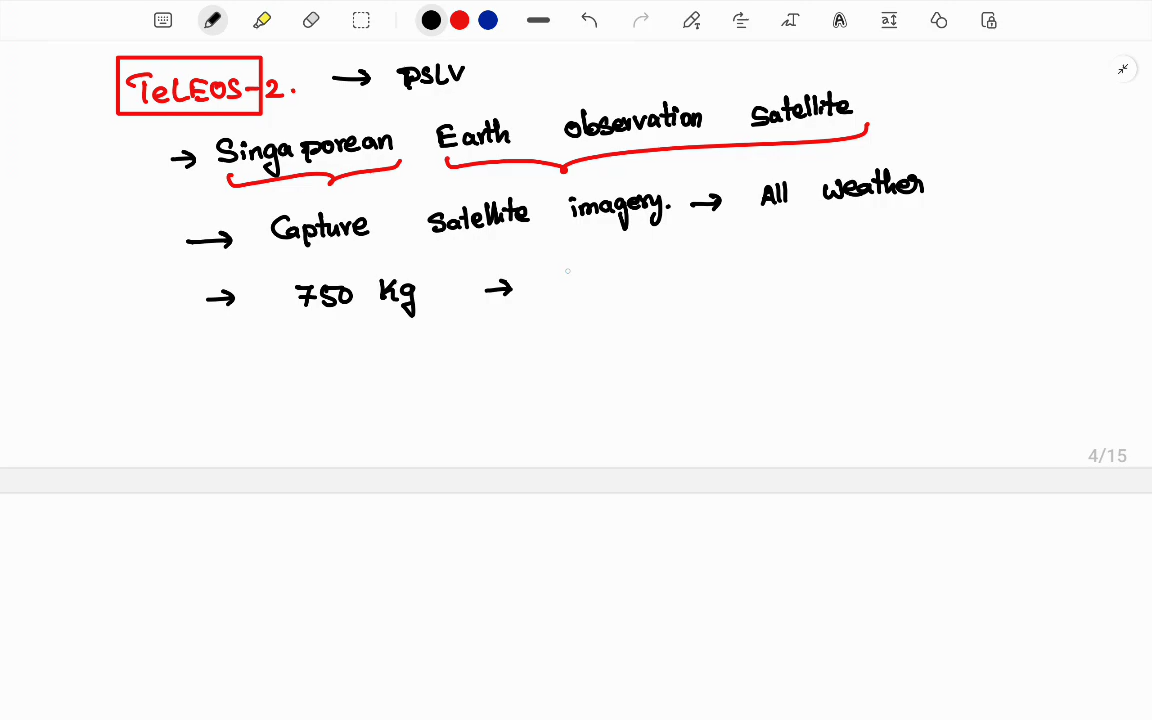 TeLEOS-2. → PSLV
→ Singaporean Earth observation Satellite
→ Capture Satellite imagery. → All weather
→ 750 Kg →
4/15